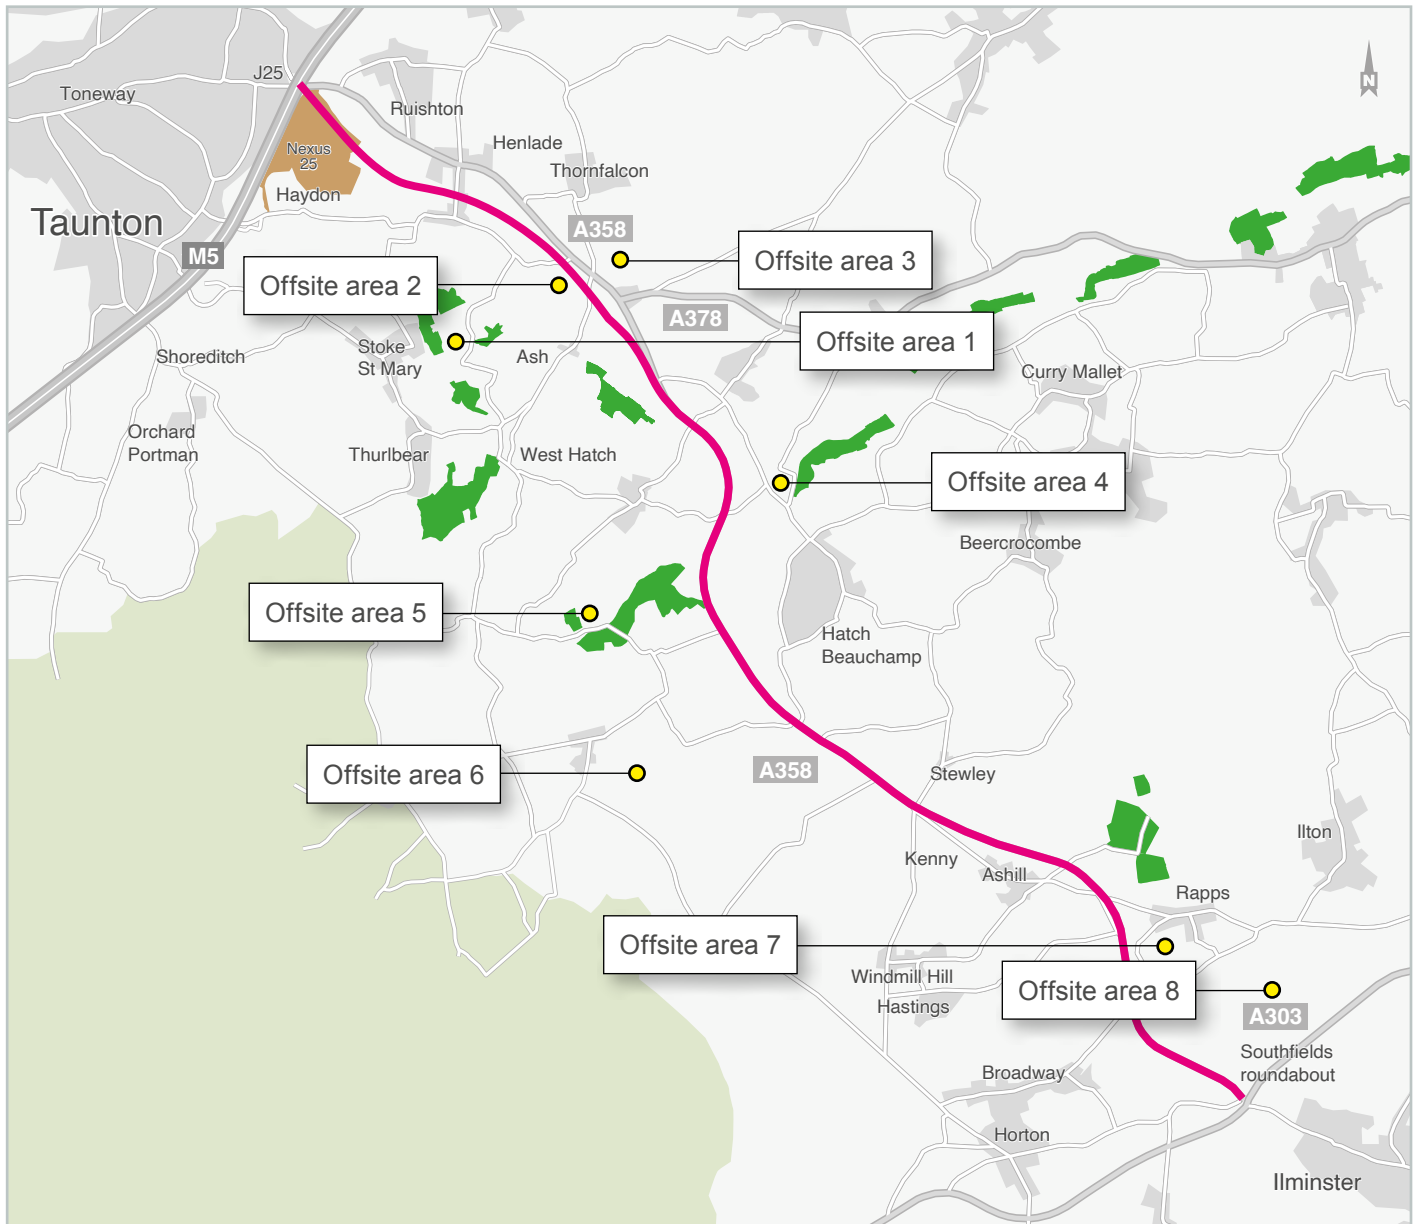 J25
Toneway
Ruishton
N
Nexus
25
Henlade
Thornfalcon
Haydon
Taunton
A358
M5
Offsite area 3
Offsite area 2
A378
Offsite area 1
Stoke
St Mary
Ash
Shoreditch
Curry Mallet
Orchard
Portman
Thurlbear
West Hatch
Offsite area 4
Beercrocombe
Offsite area 5
Hatch
Beauchamp
Offsite area 6
A358
Stewley
Ilton
Kenny
Ashill
Rapps
Offsite area 7
Windmill Hill
Offsite area 8
Hastings
A303
Southfields
roundabout
Broadway
Horton
Ilminster